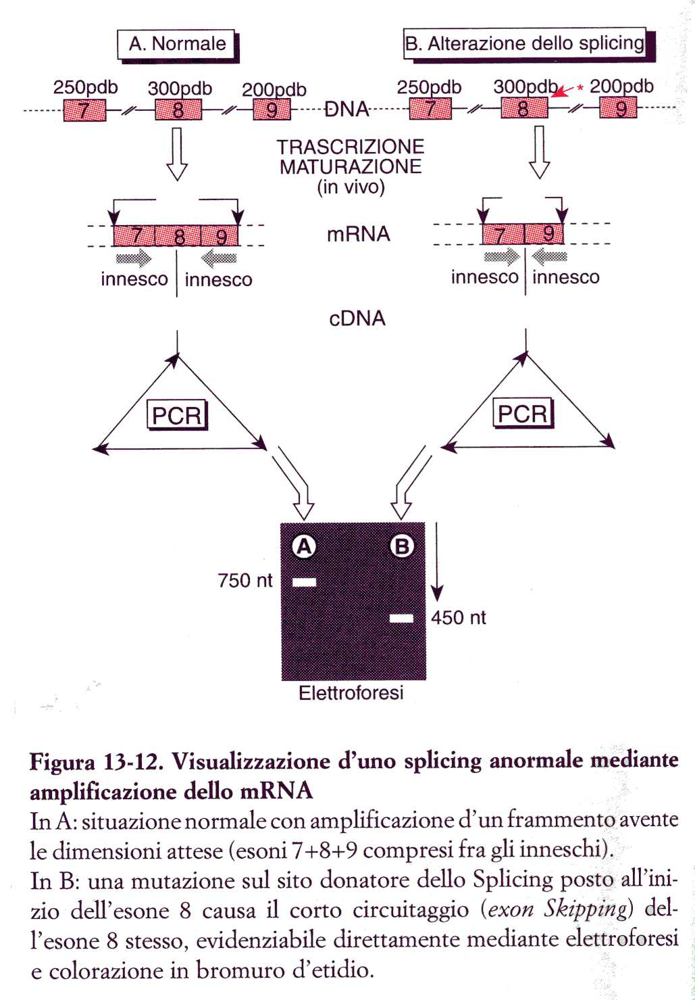 A. Normale
B. Alterazione dello splicing
250pdb 300pdb 200pdb
250pdb 300pdb * 200pdb
7 8 9 DNA 7 8 9
TRASCRIZIONE
MATURAZIONE
(in vivo)
7 8 9 mRNA 7 9
innesco innesco
innesco innesco
cDNA
PCR
PCR
A B
750 nt
450 nt
Elettroforesi
Figura 13-12. Visualizzazione d'uno splicing anormale mediante
amplificazione dello mRNA
In A: situazione normale con amplificazione d'un frammento avente
le dimensioni attese (esoni 7+8+9 compresi fra gli inneschi).
In B: una mutazione sul sito donatore dello Splicing posto all'ini-
zio dell'esone 8 causa il corto circuitaggio (exon Skipping) del-
l'esone 8 stesso, evidenziabile direttamente mediante elettroforesi
e colorazione in bromuro d'etidio.